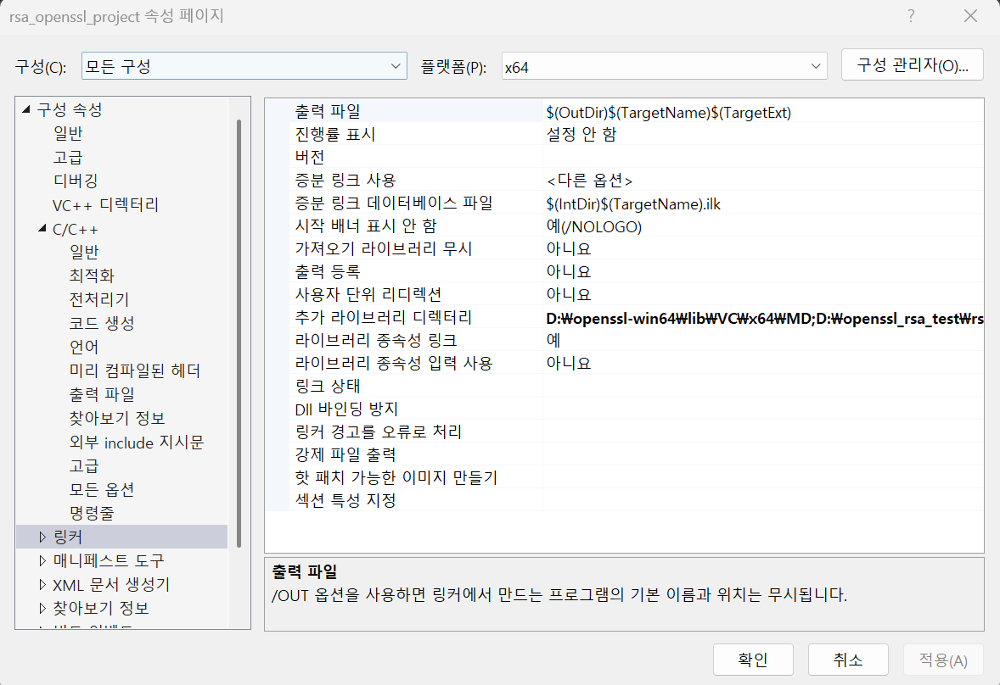 rsa_openssl_project 속성 페이지
?
구성(C):
모든 구성
플랫폼(P):
x64
구성 관리자(O)...
구성 속성
일반
고급
디버깅
VC++ 디렉터리
C/C++
일반
최적화
전처리기
코드 생성
언어
미리 컴파일된 헤더
출력 파일
찾아보기 정보
외부 include 지시문
고급
모든 옵션
명령줄
링커
매니페스트 도구
XML 문서 생성기
찾아보기 정보
출력 파일 $(OutDir)$(TargetName)$(TargetExt)
진행률 표시 설정 안 함
버전
증분 링크 사용 <다른 옵션>
증분 링크 데이터베이스 파일 $(IntDir)$(TargetName).ilk
시작 배너 표시 안 함 예(/NOLOGO)
가져오기 라이브러리 무시 아니요
출력 등록 아니요
사용자 단위 리디렉션 아니요
추가 라이브러리 디렉터리 D:₩openssl-win64₩lib₩VC₩x64₩MD;D:₩openssl_rsa_test₩rs
라이브러리 종속성 링크 예
라이브러리 종속성 입력 사용 아니요
링크 상태
Dll 바인딩 방지
링커 경고를 오류로 처리
강제 파일 출력
핫 패치 가능한 이미지 만들기
섹션 특성 지정
출력 파일
/OUT 옵션을 사용하면 링커에서 만드는 프로그램의 기본 이름과 위치는 무시됩니다.
확인
취소
적용(A)